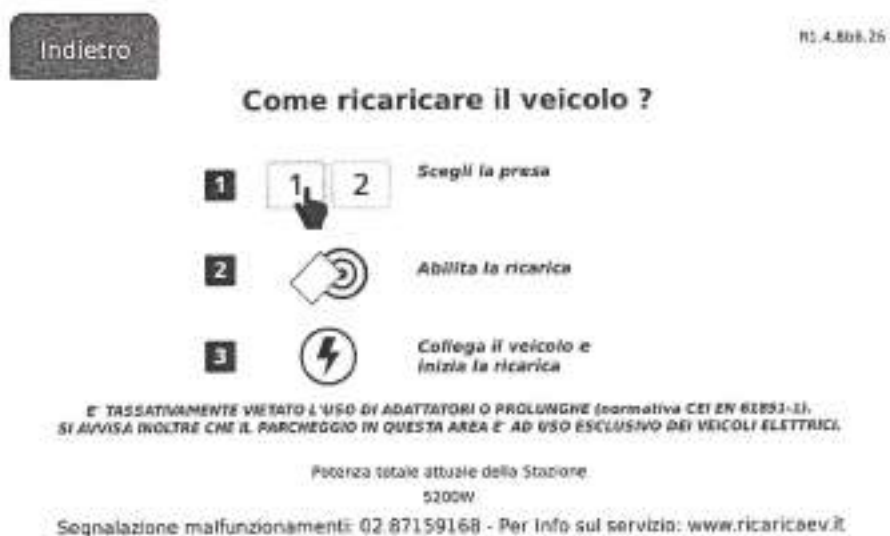 Indietro
R1.4.8b8.26
Come ricaricare il veicolo ?
1 1 2 Scegli la presa
2 Abilita la ricarica
3 Collega il veicolo e
inizia la ricarica
E' TASSATIVAMENTE VIETATO L'USO DI ADATTATORI O PROLUNGHE (normativa CEI EN 61851-1).
SI AVVISA INOLTRE CHE IL PARCHEGGIO IN QUESTA AREA E' AD USO ESCLUSIVO DEI VEICOLI ELETTRICI.
Potenza totale attuale della Stazione
5200W
Segnalazione malfunzionamenti: 02 87159168 - Per info sul servizio: www.ricaricaev.it